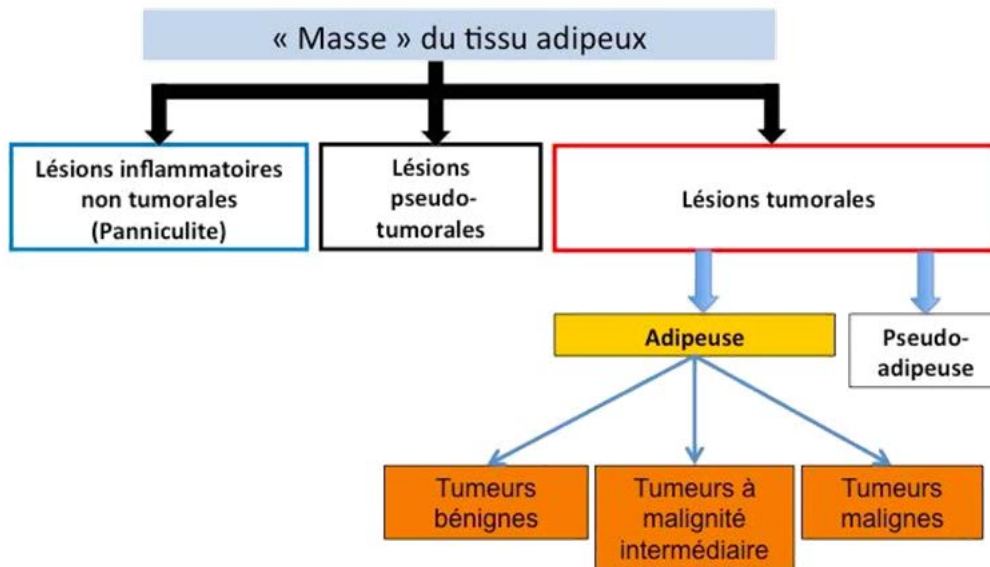 « Masse » du tissu adipeux
Lésions inflammatoires
non tumorales
(Panniculite)
Lésions
pseudo-
tumorales
Lésions tumorales
Adipeuse
Pseudo-
adipeuse
Tumeurs
bénignes
Tumeurs à
malignité
intermédiaire
Tumeurs
malignes